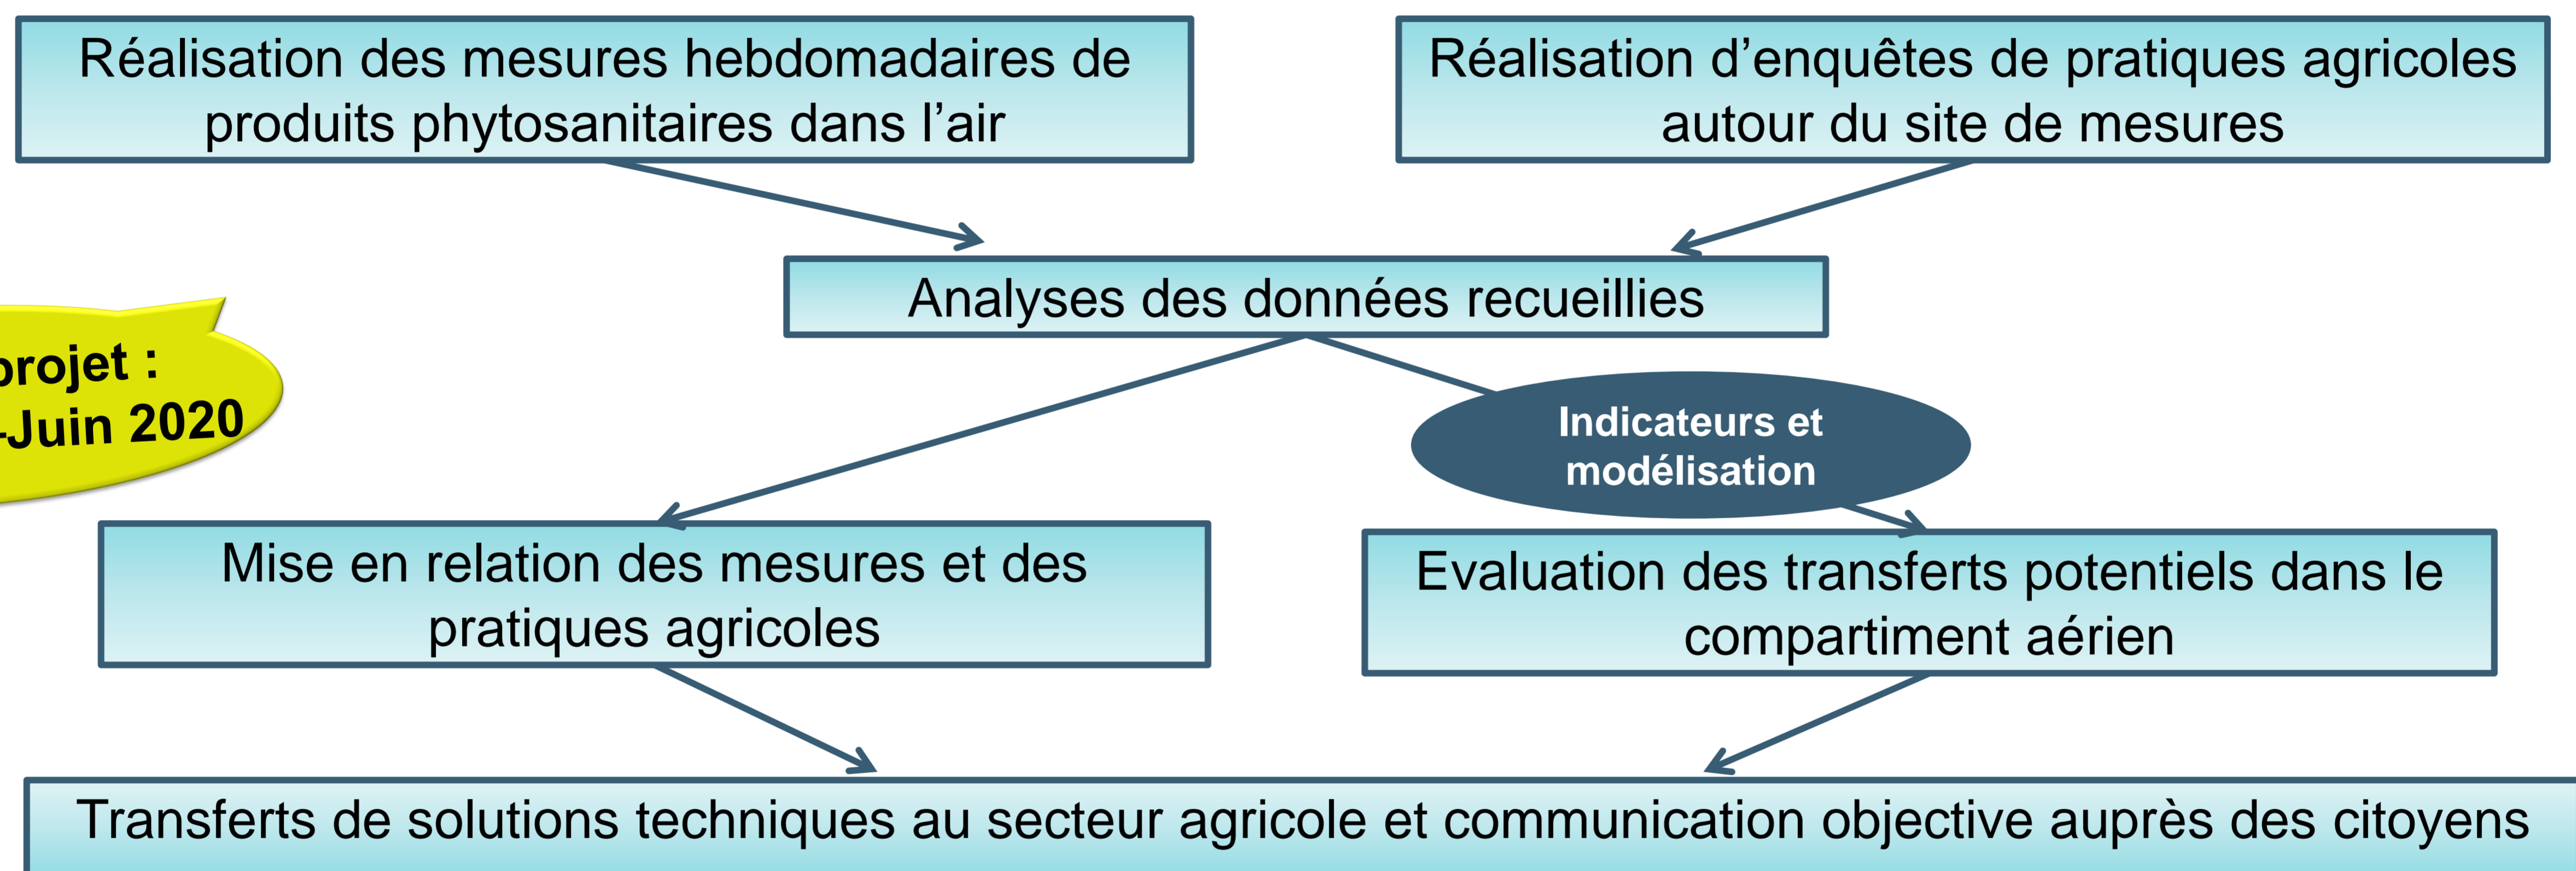 Réalisation des mesures hebdomadaires de
produits phytosanitaires dans l’air
Réalisation d’enquêtes de pratiques agricoles
autour du site de mesures
Analyses des données recueillies
projet :
-Juin 2020
Indicateurs et
modélisation
Mise en relation des mesures et des
pratiques agricoles
Evaluation des transferts potentiels dans le
compartiment aérien
Transferts de solutions techniques au secteur agricole et communication objective auprès des citoyens